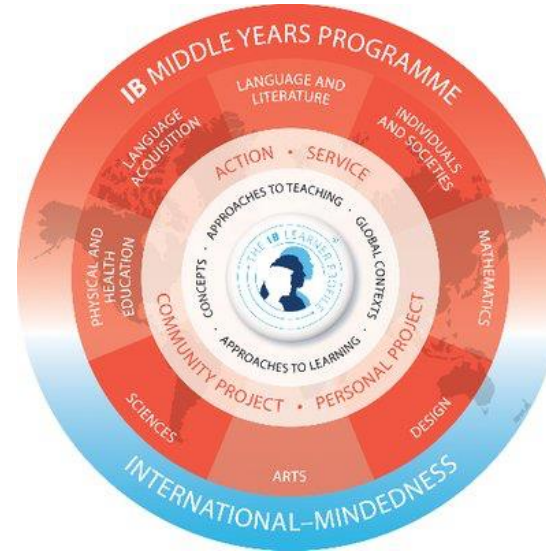 IB MIDDLE YEARS PROGRAMME
LANGUAGE AND
LITERATURE
INDIVIDUALS
AND SOCIETIES
MATHEMATICS
DESIGN
ARTS
SCIENCES
PHYSICAL AND
HEALTH
EDUCATION
LANGUAGE
ACQUISITION
ACTION • SERVICE
PERSONAL PROJECT •
COMMUNITY PROJECT
APPROACHES TO TEACHING ·
GLOBAL CONTEXTS ·
APPROACHES TO LEARNING ·
CONCEPTS ·
THE IB LEARNER PROFILE
INTERNATIONAL–MINDEDNESS